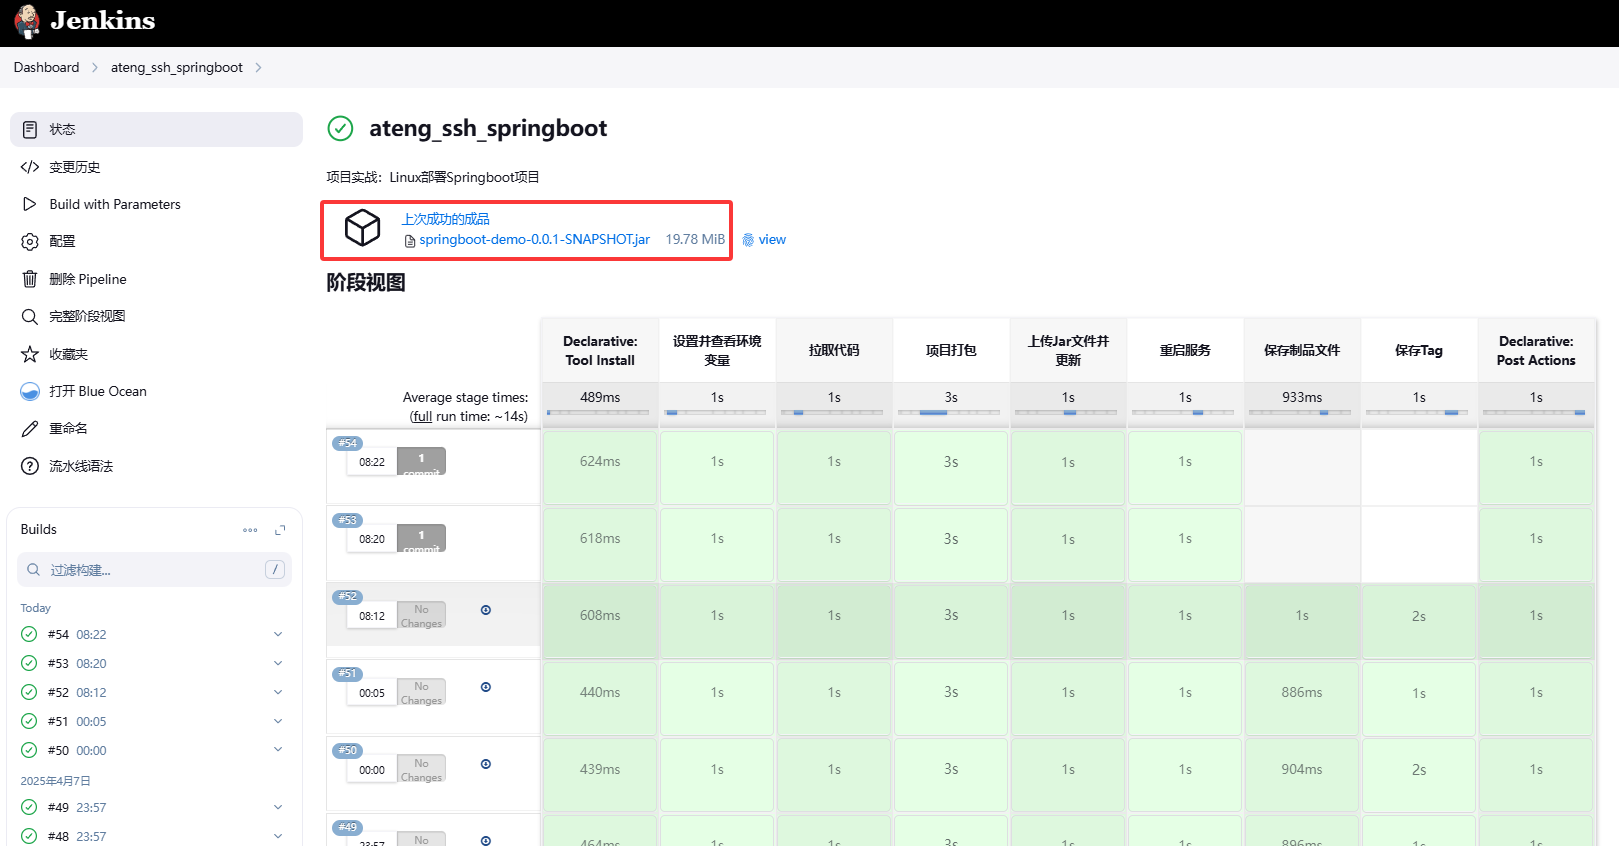 Jenkins
Dashboard
ateng_ssh_springboot
状态
变更历史
Build with Parameters
配置
删除 Pipeline
完整阶段视图
收藏夹
打开 Blue Ocean
重命名
流水线语法
Builds
过滤构建...
/
Today
#54 08:22
#53 08:20
#52 08:12
#51 00:05
#50 00:00
2025年4月7日
#49 23:57
#48 23:57
ateng_ssh_springboot
项目实战：Linux部署Springboot项目
上次成功的成品
springboot-demo-0.0.1-SNAPSHOT.jar 19.78 MiB view
阶段视图
Declarative: Tool Install
设置并查看环境变量
拉取代码
项目打包
上传Jar文件并更新
重启服务
保存制品文件
保存Tag
Declarative: Post Actions
Average stage times:
(full run time: ~14s)
489ms 1s 1s 3s 1s 1s 933ms 1s 1s
#54
08:22 1 commit
624ms 1s 1s 3s 1s 1s 1s
#53
08:20 1 commit
618ms 1s 1s 3s 1s 1s 1s
#52
08:12 No Changes
608ms 1s 1s 3s 1s 1s 1s 2s 1s
#51
00:05 No Changes
440ms 1s 1s 3s 1s 1s 886ms 1s 1s
#50
00:00 No Changes
439ms 1s 1s 3s 1s 1s 904ms 2s 1s
#49
23:57 No
464ms 1s 1s 3s 1s 1s 896ms 1s 1s